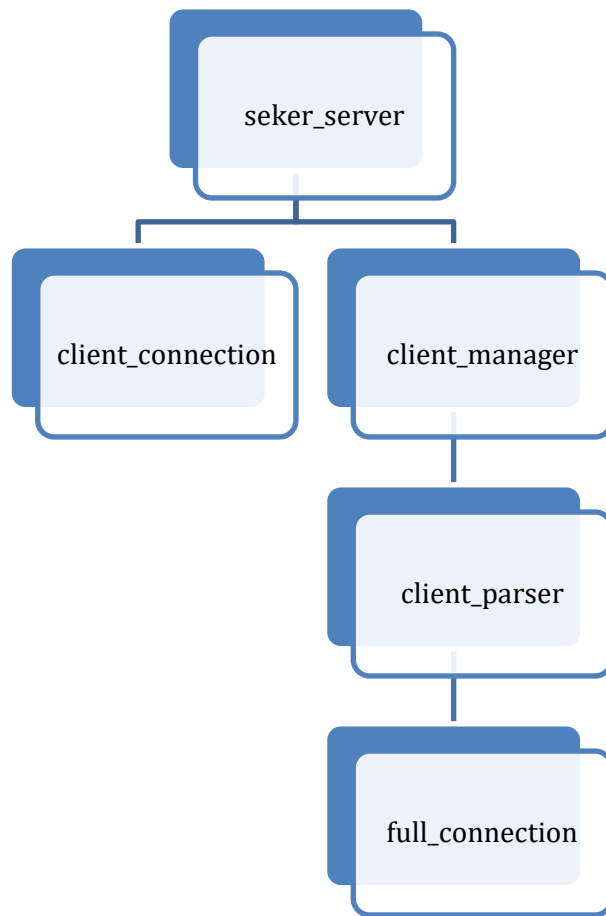 seker_server
client_connection
client_manager
client_parser
full_connection